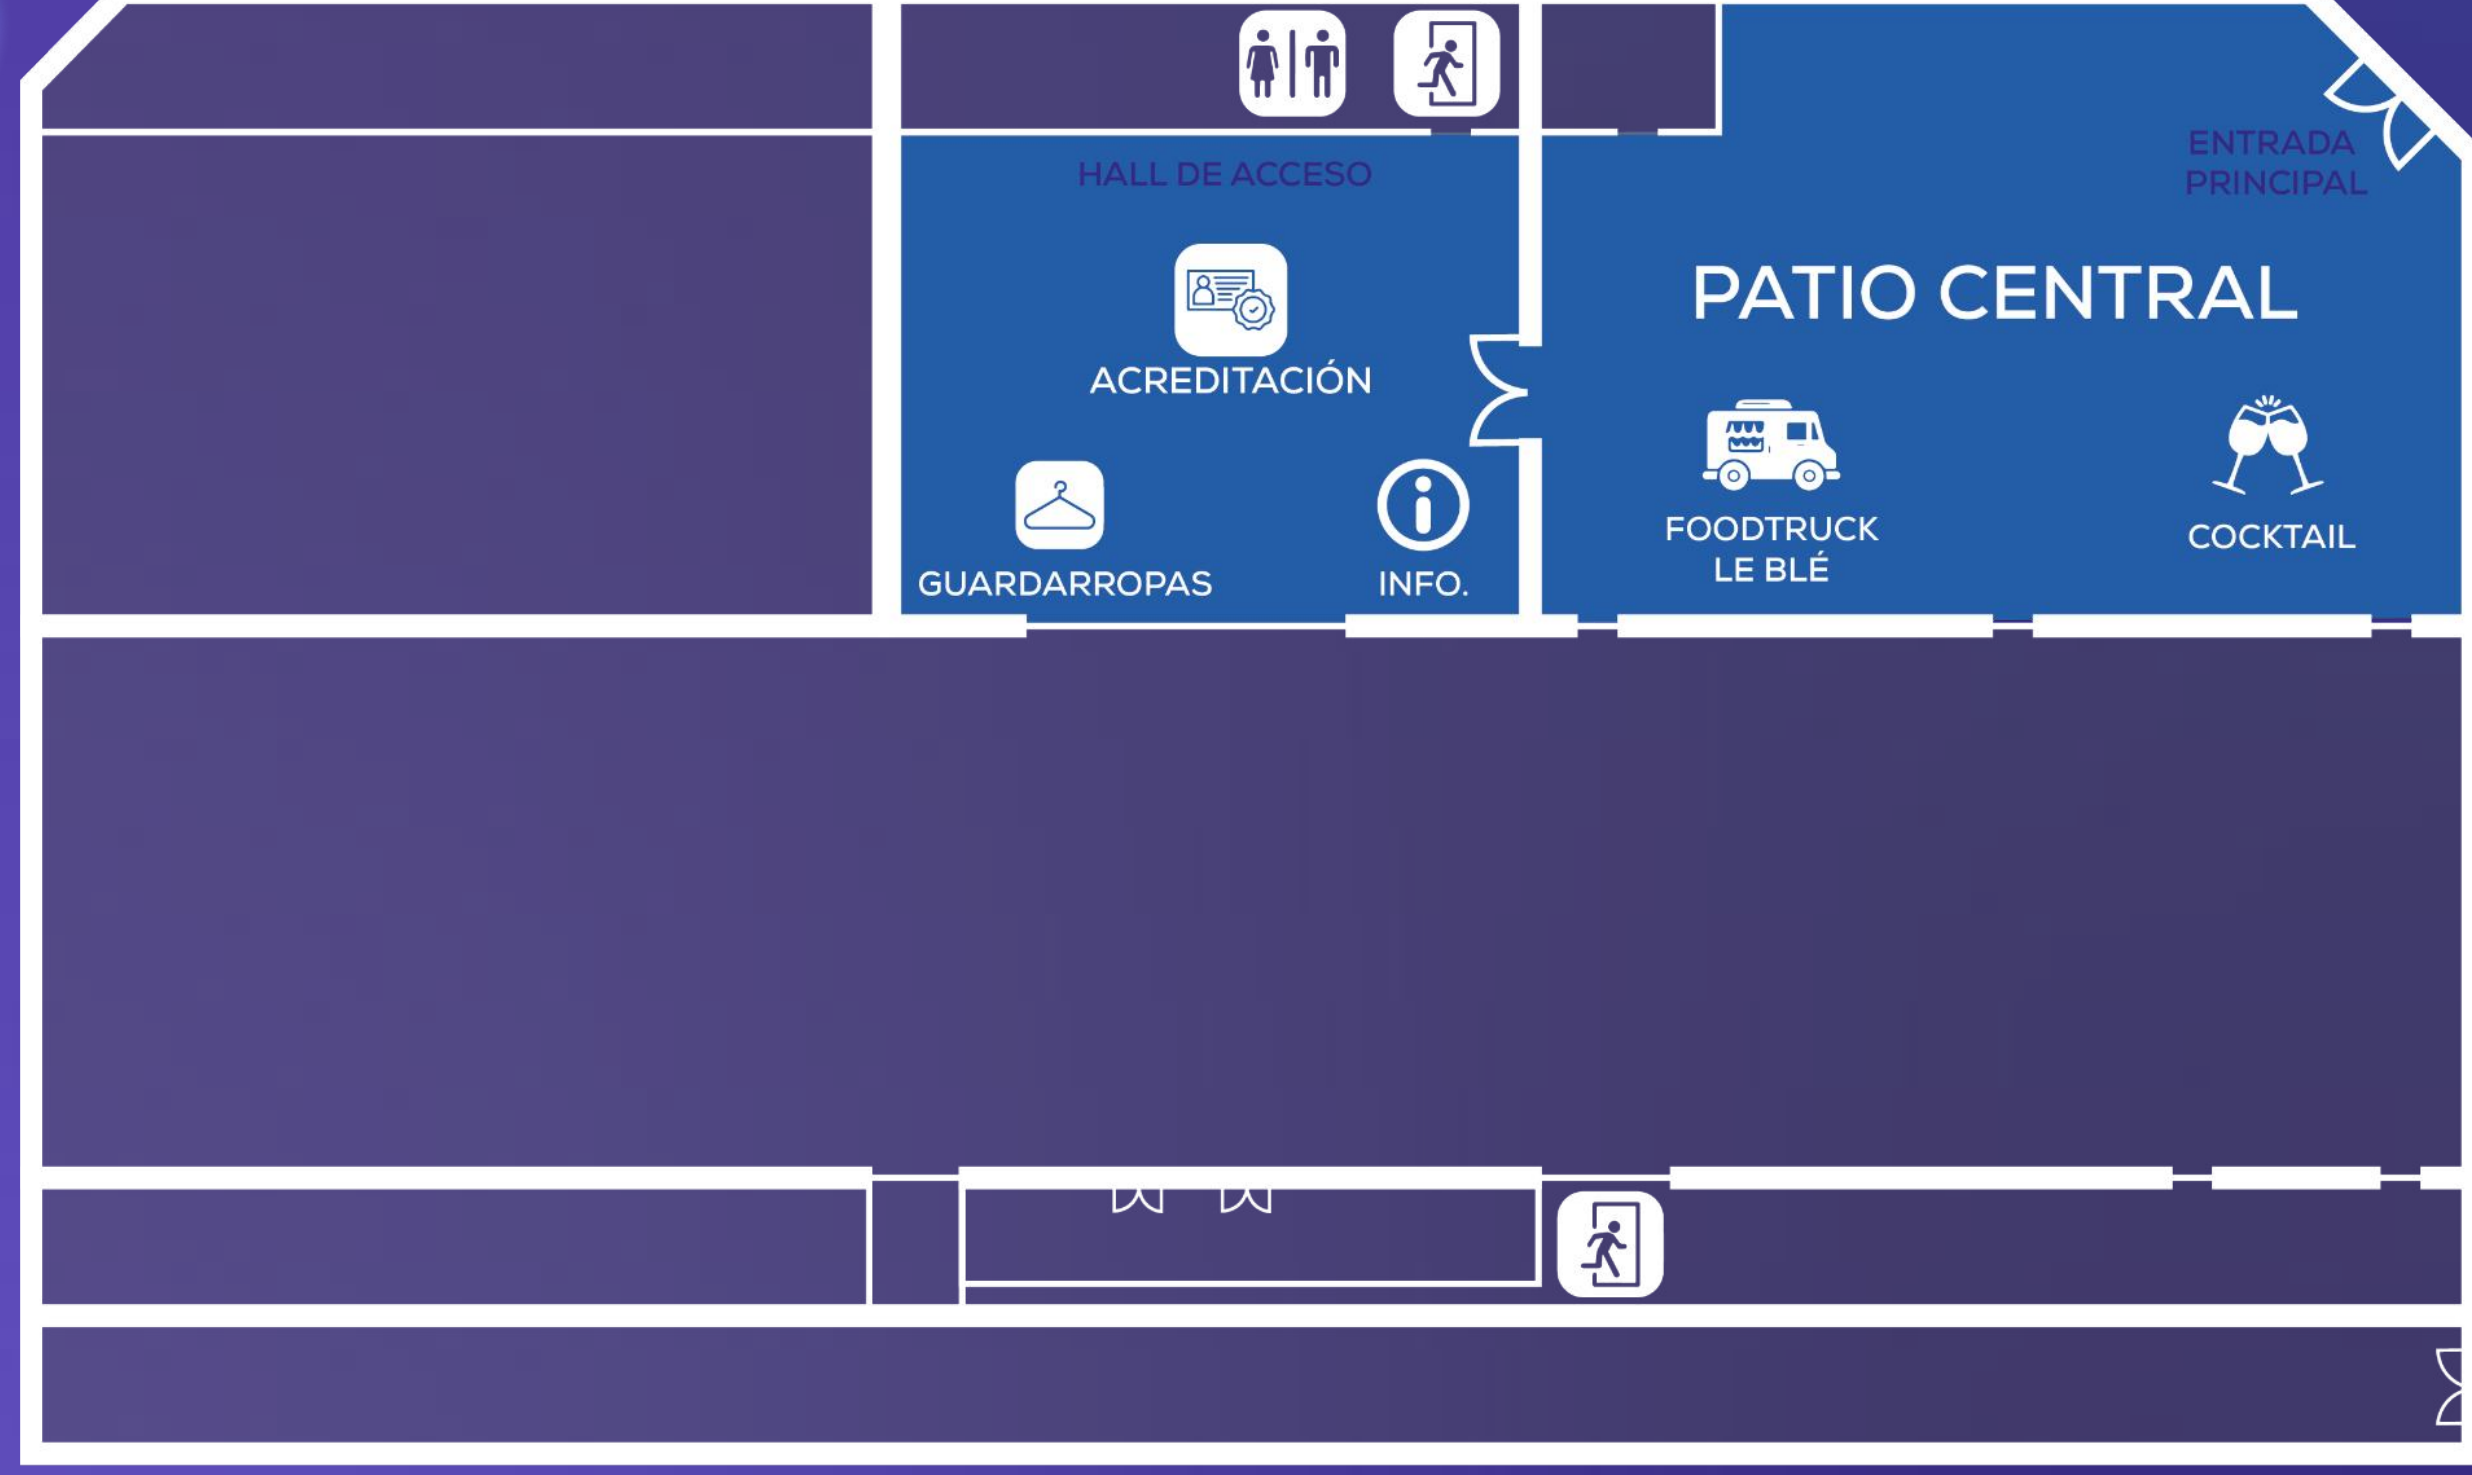 HALL DE ACCESO
ENTRADA
PRINCIPAL
PATIO CENTRAL
ACREDITACIÓN
FOODTRUCK
LE BLÉ
COCKTAIL
GUARDARROPAS
INFO.